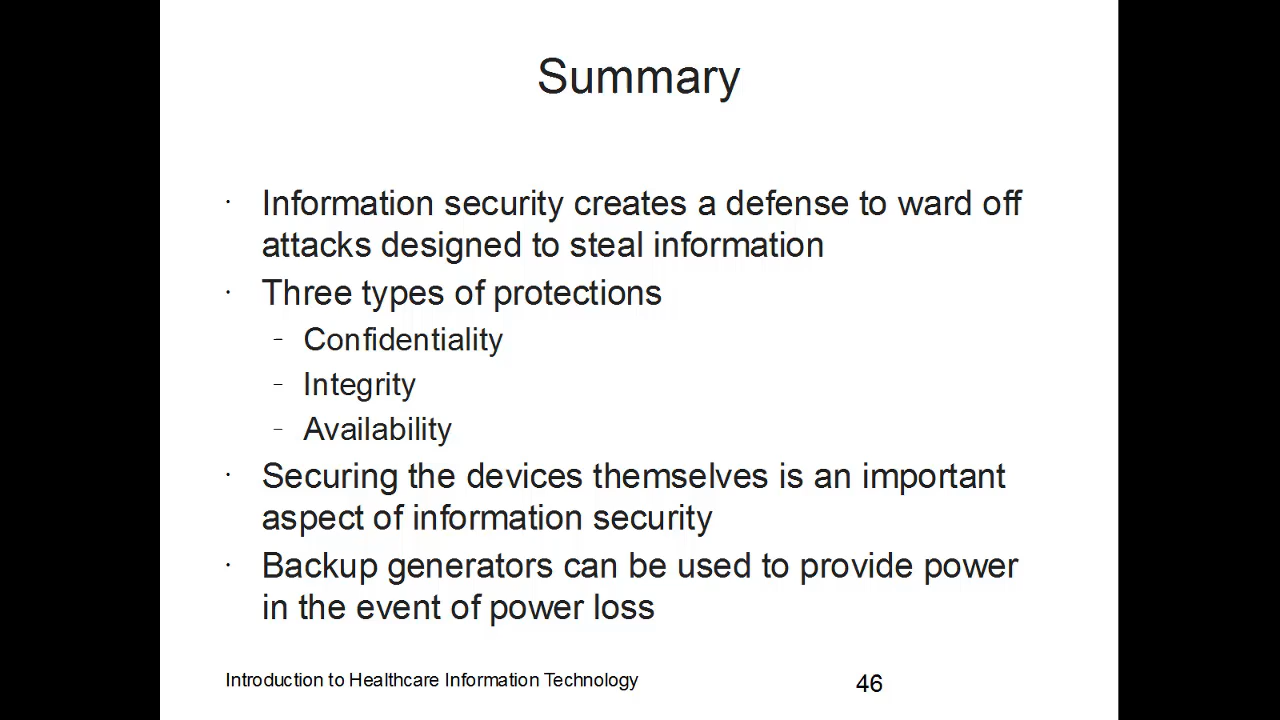 Summary
· Information security creates a defense to ward off
attacks designed to steal information
· Three types of protections
– Confidentiality
– Integrity
– Availability
· Securing the devices themselves is an important
aspect of information security
· Backup generators can be used to provide power
in the event of power loss
Introduction to Healthcare Information Technology
46